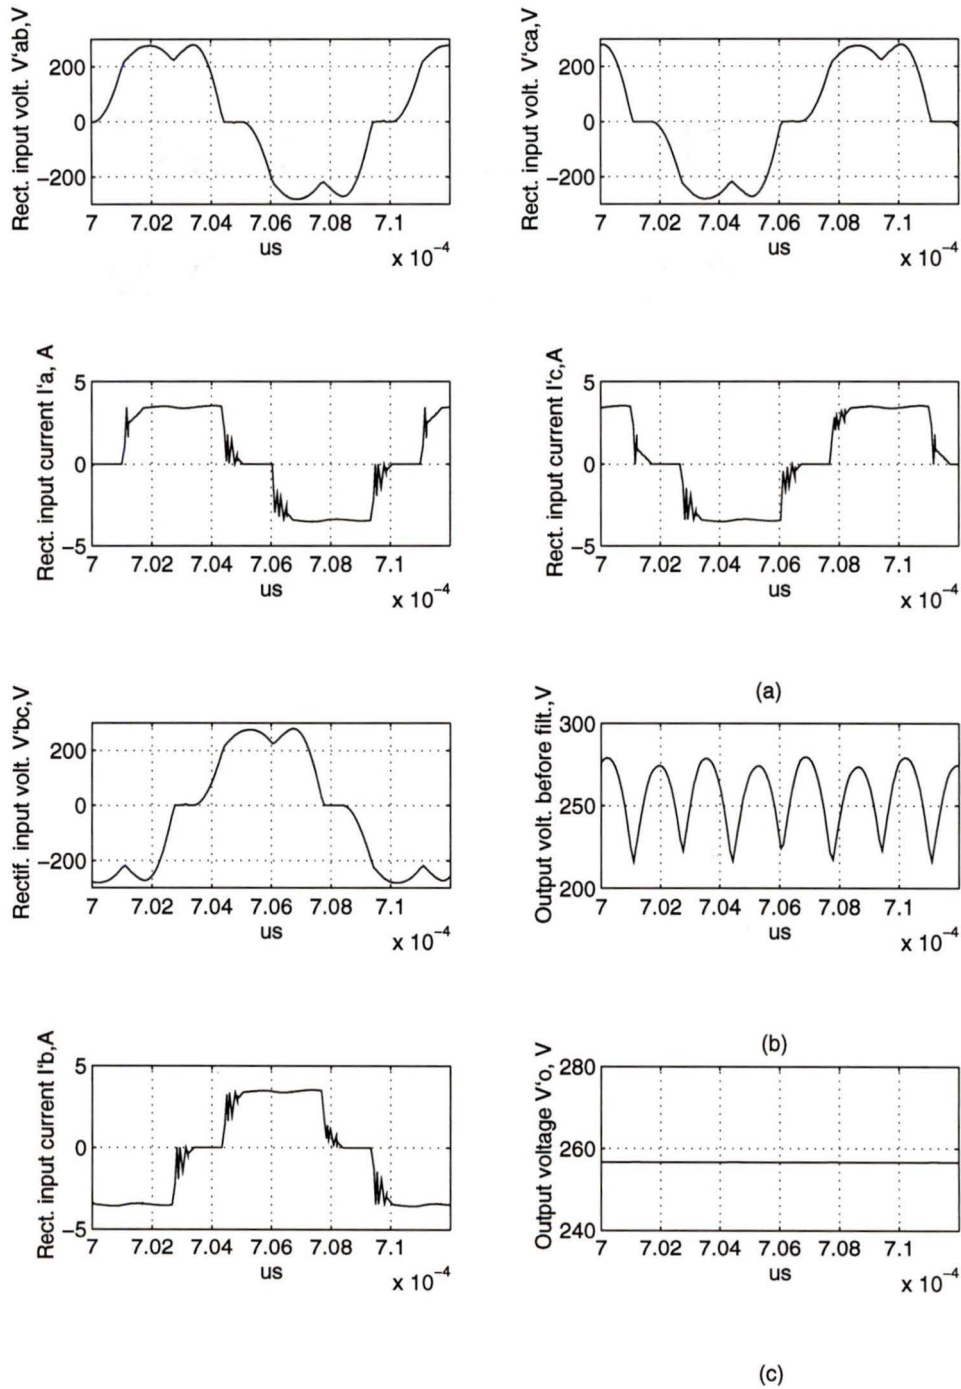 Rect. input volt. V'ab,V
200
0
−200
7 7.02 7.04 7.06 7.08 7.1
us
x 10⁻⁴
Rect. input volt. V'ca,V
200
0
−200
7 7.02 7.04 7.06 7.08 7.1
us
x 10⁻⁴
Rect. input current I'a, A
5
0
−5
7 7.02 7.04 7.06 7.08 7.1
us
x 10⁻⁴
Rect. input current I'c,A
5
0
−5
7 7.02 7.04 7.06 7.08 7.1
us
x 10⁻⁴
(a)
Rectif. input volt. V'bc,V
200
0
−200
7 7.02 7.04 7.06 7.08 7.1
us
x 10⁻⁴
Output volt. before filt.,V
300
250
200
7 7.02 7.04 7.06 7.08 7.1
us
x 10⁻⁴
(b)
Rect. input current I'b,A
5
0
−5
7 7.02 7.04 7.06 7.08 7.1
us
x 10⁻⁴
Output voltage V'o, V
280
260
240
7 7.02 7.04 7.06 7.08 7.1
us
x 10⁻⁴
(c)